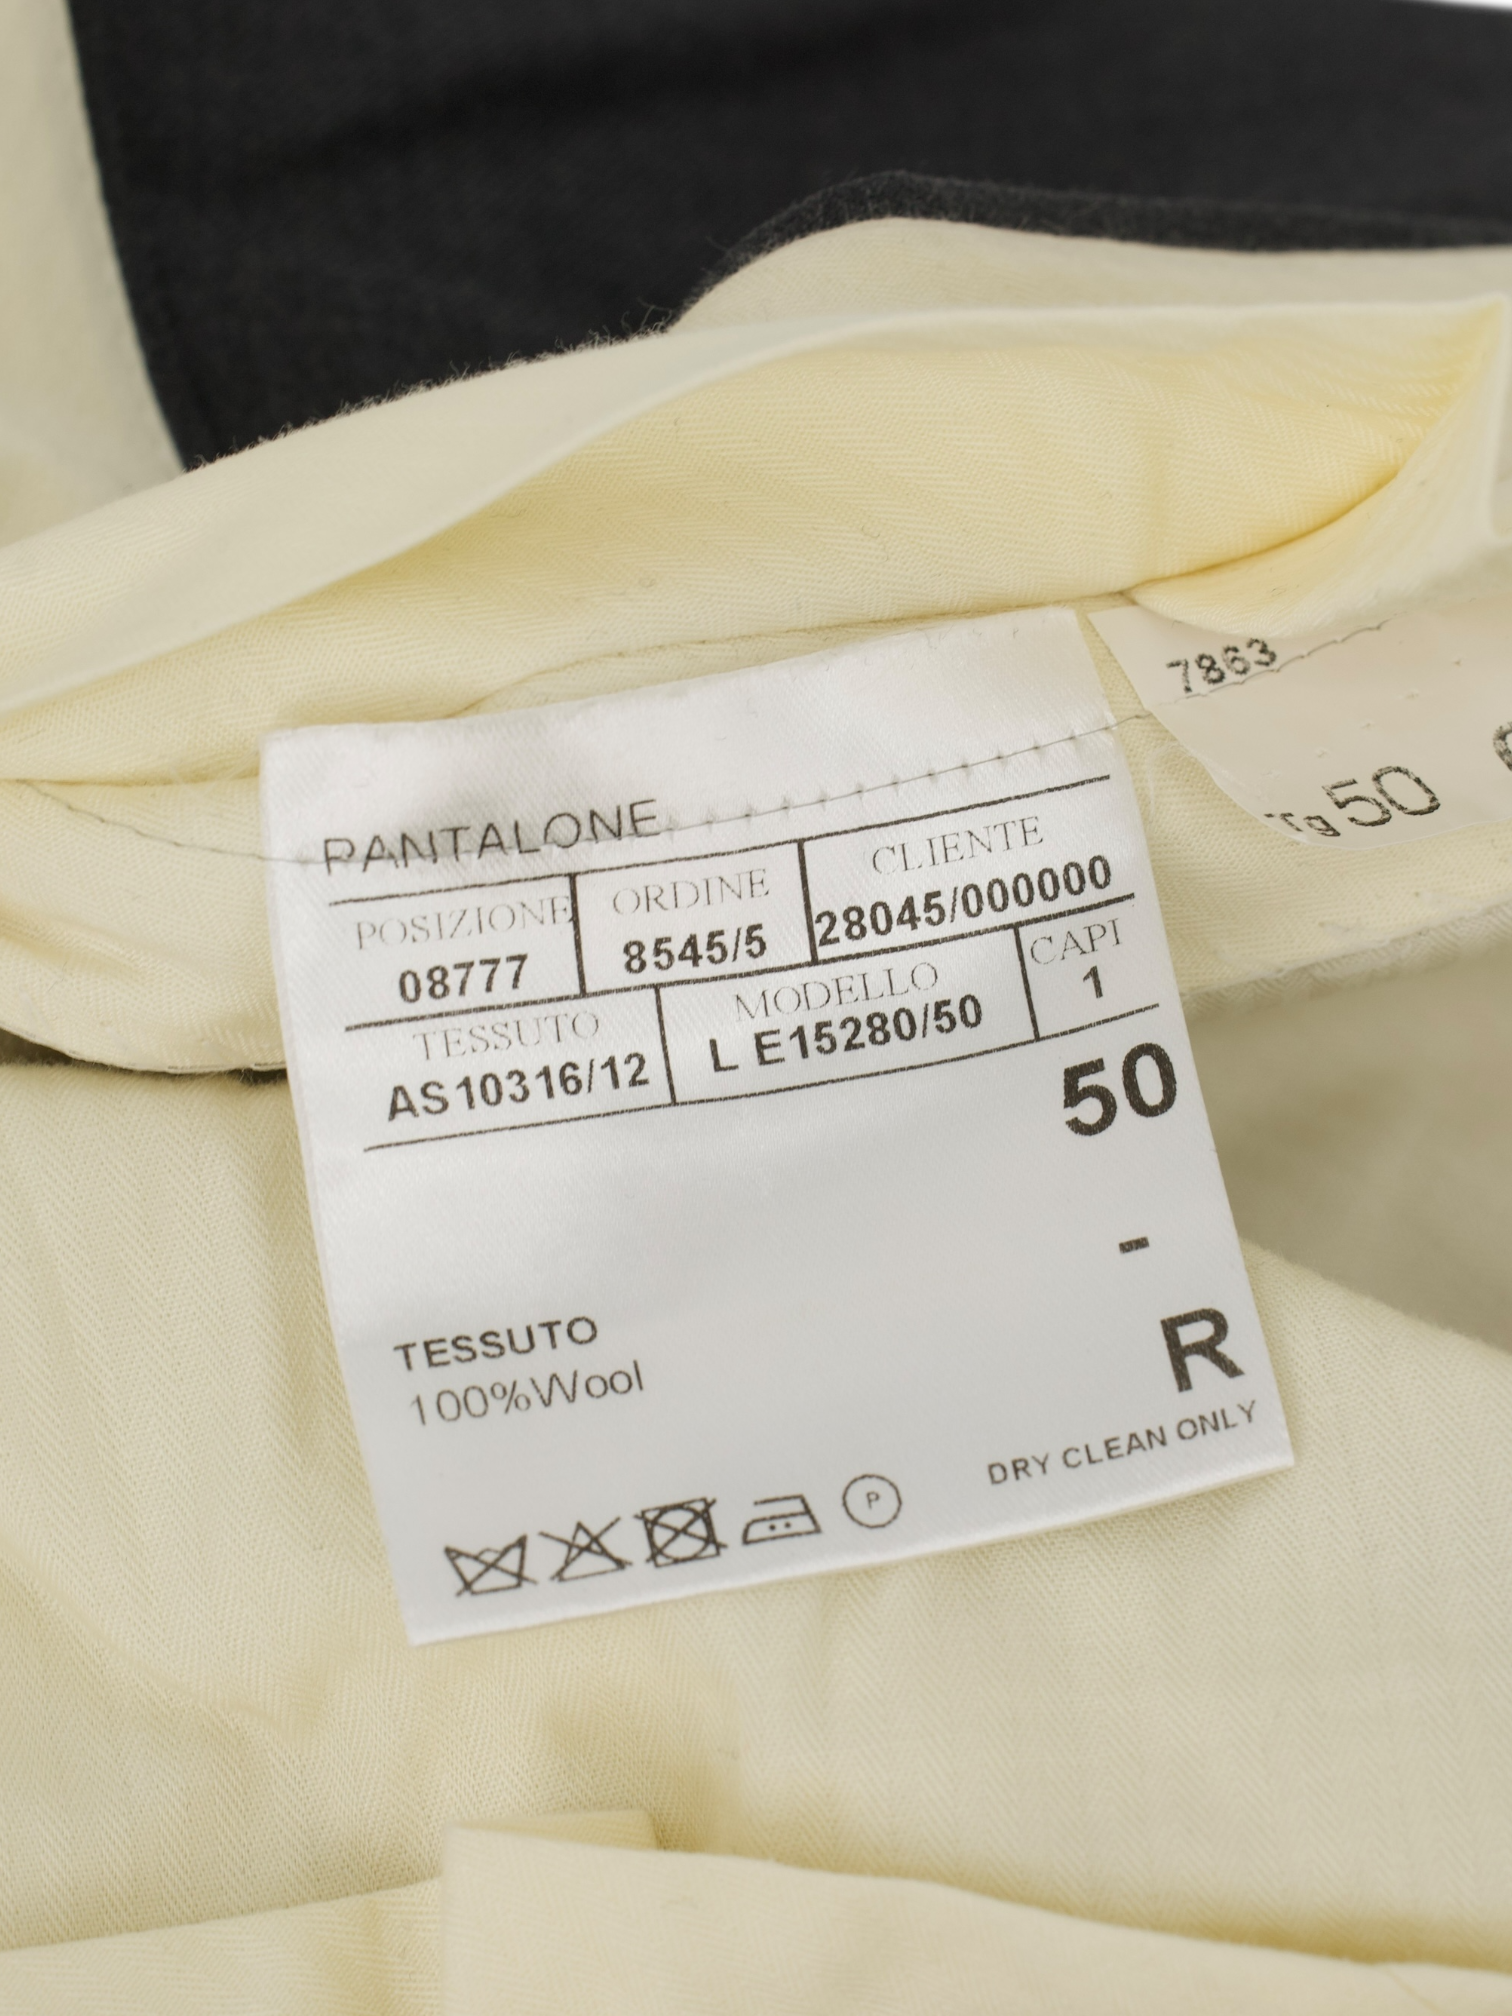 PANTALONE
POSIZIONE ORDINE CLIENTE
08777 8545/5 28045/000000
TESSUTO MODELLO CAPI
AS10316/12 L E15280/50 1
50
-
R
TESSUTO
100%Wool
DRY CLEAN ONLY
P
7863
Tg 50